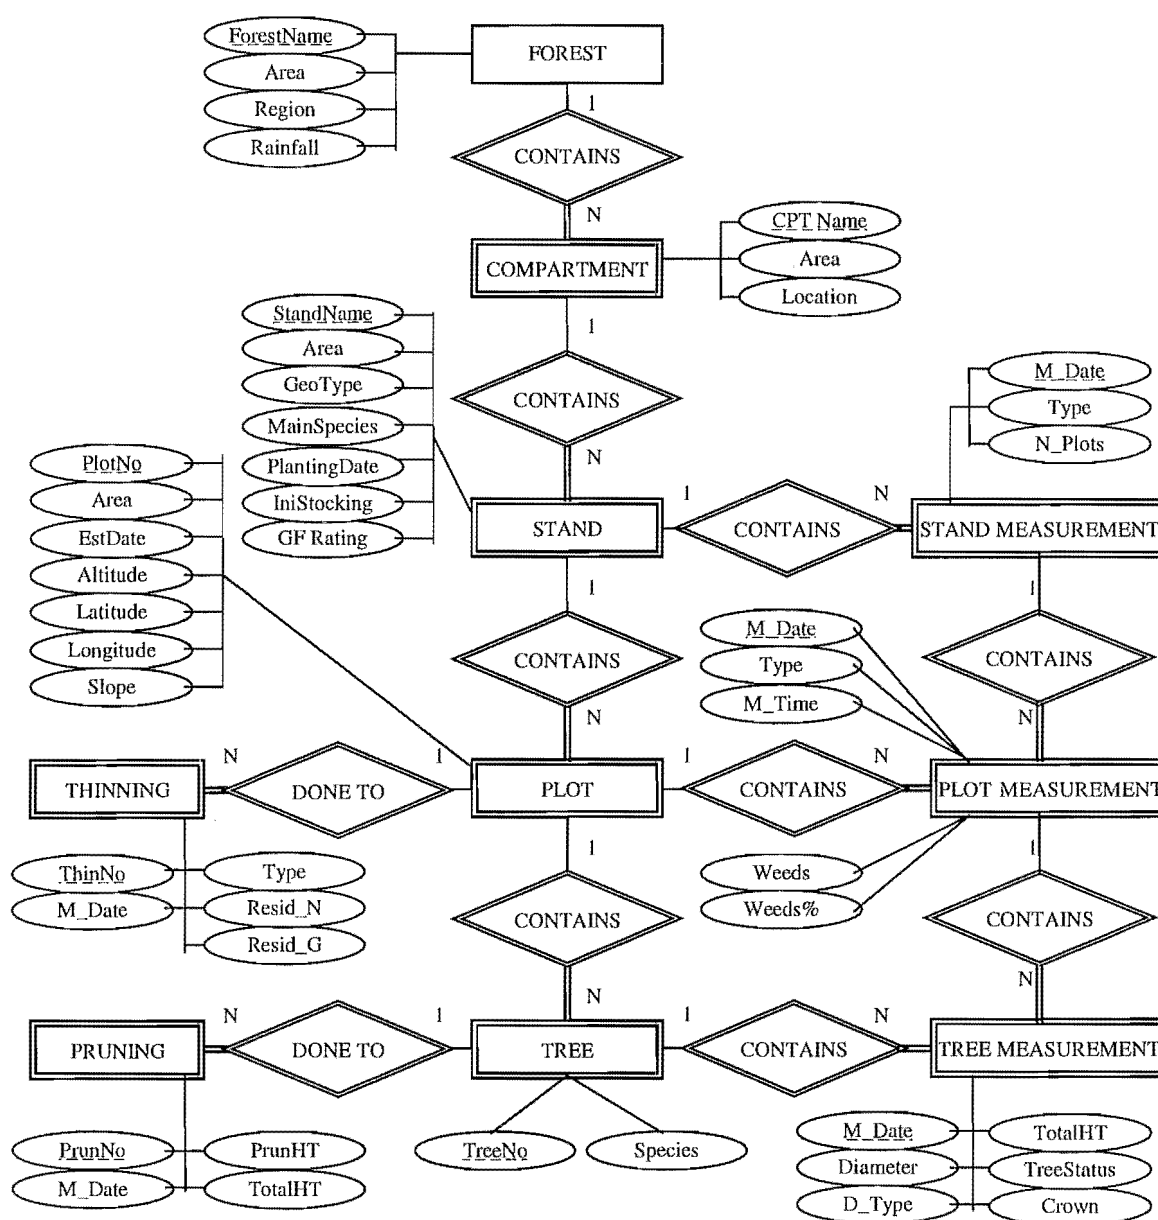 ForestName
FOREST
Area
Region
Rainfall
1
CONTAINS
N
CPT Name
COMPARTMENT
Area
Location
StandName
1
Area
GeoType
CONTAINS
M_Date
Type
N_Plots
MainSpecies
PlantingDate
IniStocking
GF Rating
N
PlotNo
Area
EstDate
Altitude
Latitude
Longitude
Slope
STAND
1
CONTAINS
N
STAND MEASUREMENT
1
1
M_Date
Type
M_Time
CONTAINS
CONTAINS
N
N
THINNING
N
DONE TO
1
PLOT
1
CONTAINS
N
PLOT MEASUREMENT
ThinNo
Type
M_Date
Resid_N
Resid_G
1
Weeds
Weeds%
1
CONTAINS
CONTAINS
N
N
PRUNING
N
DONE TO
1
TREE
1
CONTAINS
N
TREE MEASUREMENT
PrunNo
PrunHT
M_Date
TotalHT
TreeNo
Species
M_Date
TotalHT
Diameter
TreeStatus
D_Type
Crown